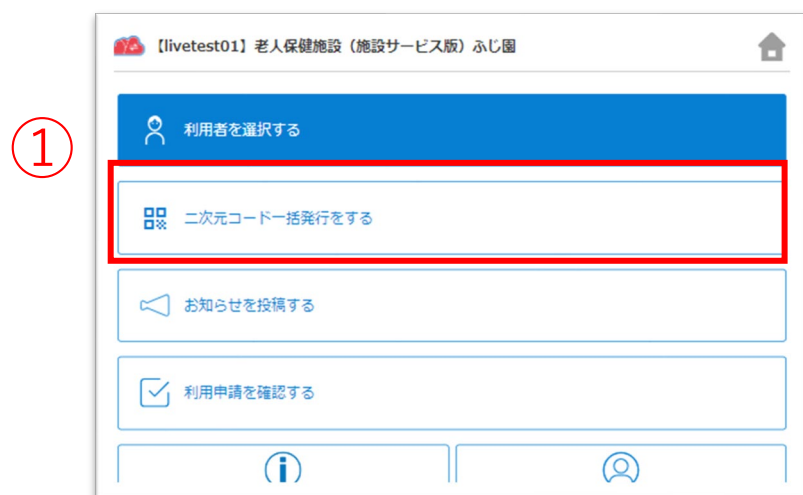 【livetest01】老人保健施設（施設サービス版）ふじ園
①
利用者を選択する
二次元コード一括発行をする
お知らせを投稿する
利用申請を確認する